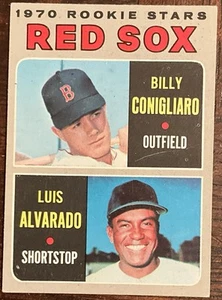 1970 ROOKIE STARS
RED SOX
B
BILLY
CONIGLIARO
OUTFIELD
LUIS
ALVARADO
SHORTSTOP